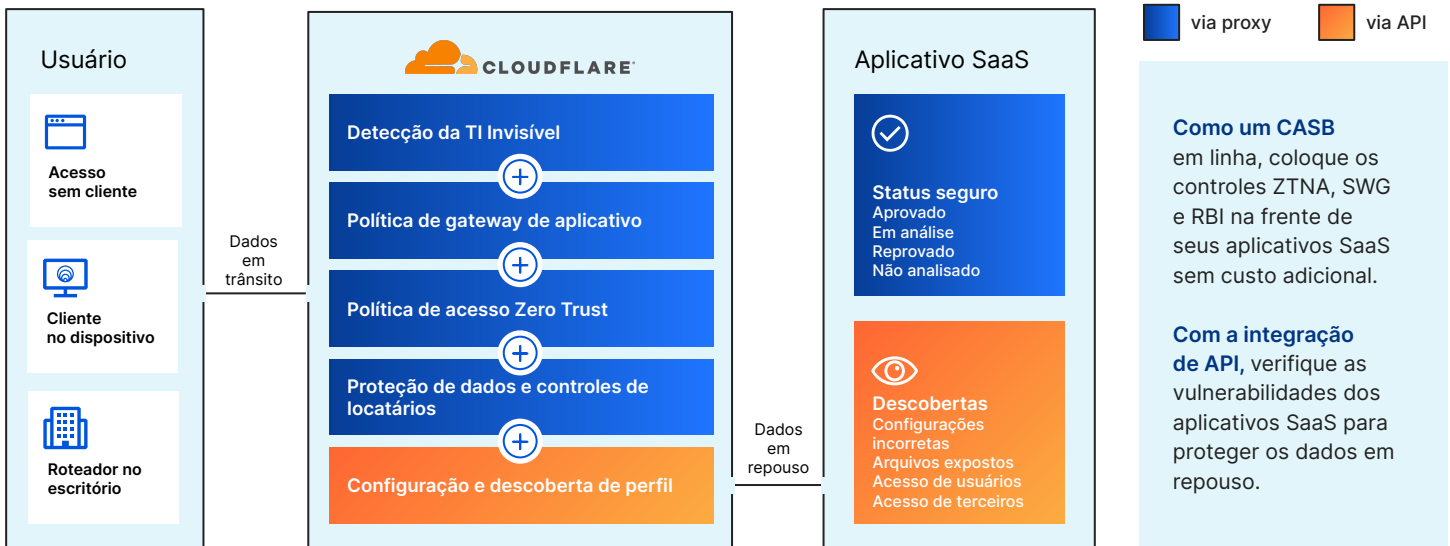 Usuário
Acesso
sem cliente
Cliente
no dispositivo
Roteador no
escritório
Dados
em
trânsito
CLOUDFLARE
Detecção da TI Invisível
Política de gateway de aplicativo
Política de acesso Zero Trust
Proteção de dados e controles de
locatários
Configuração e descoberta de perfil
Dados
em
repouso
Aplicativo SaaS
Status seguro
Aprovado
Em análise
Reprovado
Não analisado
Descobertas
Configurações
incorretas
Arquivos expostos
Acesso de usuários
Acesso de terceiros
via proxy
via API
Como um CASB
em linha, coloque os
controles ZTNA, SWG
e RBI na frente de
seus aplicativos SaaS
sem custo adicional.
Com a integração
de API, verifique as
vulnerabilidades dos
aplicativos SaaS para
proteger os dados em
repouso.